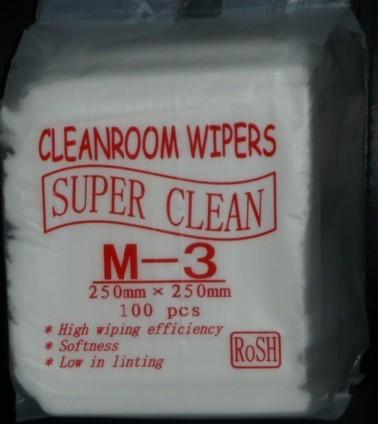 CLEANROOM WIPERS
SUPER CLEAN
M-3
250mm × 250mm
100 pcs
* High wiping efficiency
* Softness
* Low in linting
RoSH